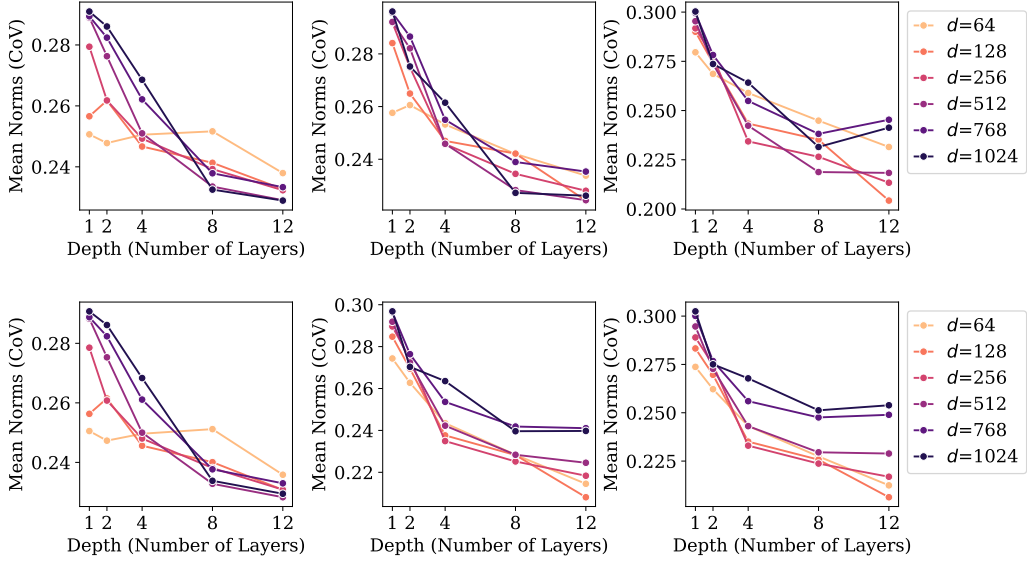 Mean Norms (CoV)
0.28
0.26
0.24
1 2 4 8 12
Depth (Number of Layers)
Mean Norms (CoV)
0.28
0.26
0.24
1 2 4 8 12
Depth (Number of Layers)
Mean Norms (CoV)
0.300
0.275
0.250
0.225
0.200
1 2 4 8 12
Depth (Number of Layers)
d=64
d=128
d=256
d=512
d=768
d=1024
Mean Norms (CoV)
0.28
0.26
0.24
1 2 4 8 12
Depth (Number of Layers)
Mean Norms (CoV)
0.30
0.28
0.26
0.24
0.22
1 2 4 8 12
Depth (Number of Layers)
Mean Norms (CoV)
0.300
0.275
0.250
0.225
1 2 4 8 12
Depth (Number of Layers)
d=64
d=128
d=256
d=512
d=768
d=1024